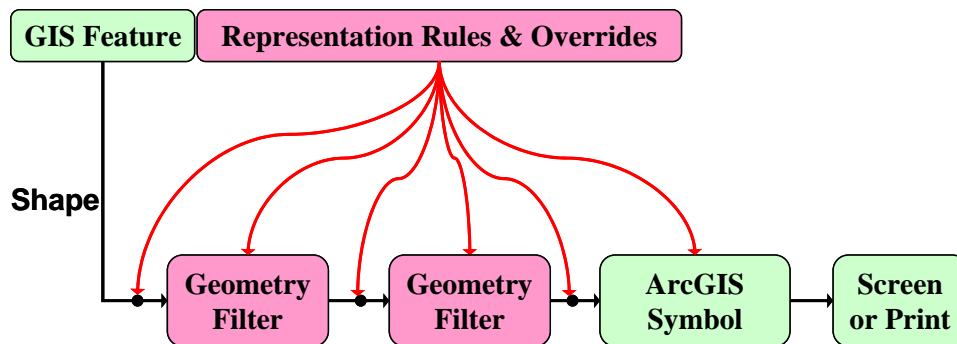 GIS Feature
Representation Rules & Overrides
Shape
Geometry
Filter
Geometry
Filter
ArcGIS
Symbol
Screen
or Print